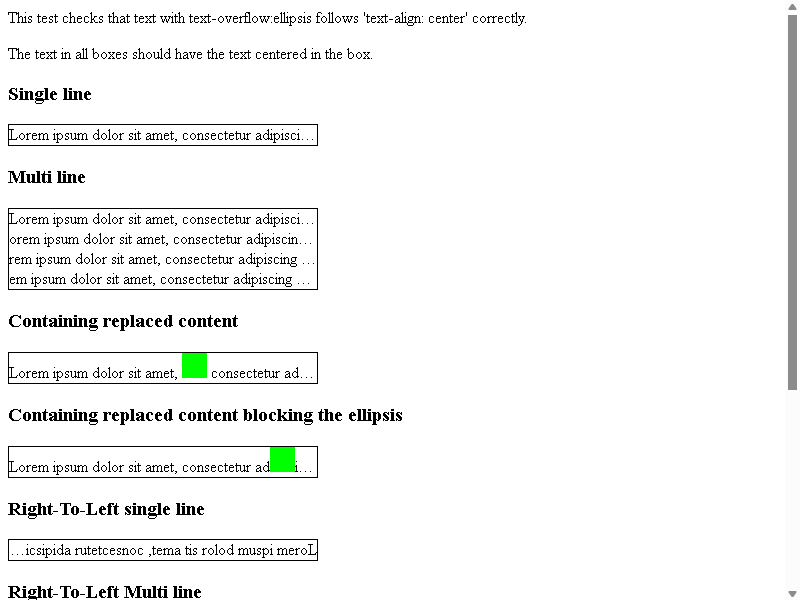 This test checks that text with text-overflow:ellipsis follows 'text-align: center' correctly.
The text in all boxes should have the text centered in the box.
Single line
Lorem ipsum dolor sit amet, consectetur adipisci…
Multi line
Lorem ipsum dolor sit amet, consectetur adipisci…
orem ipsum dolor sit amet, consectetur adipiscin…
rem ipsum dolor sit amet, consectetur adipiscing …
em ipsum dolor sit amet, consectetur adipiscing …
Containing replaced content
Lorem ipsum dolor sit amet, consectetur ad…
Containing replaced content blocking the ellipsis
Lorem ipsum dolor sit amet, consectetur ad i…
Right-To-Left single line
…icsipida rutetcesnoc ,tema tis rolod muspi meroL
Right-To-Left Multi line